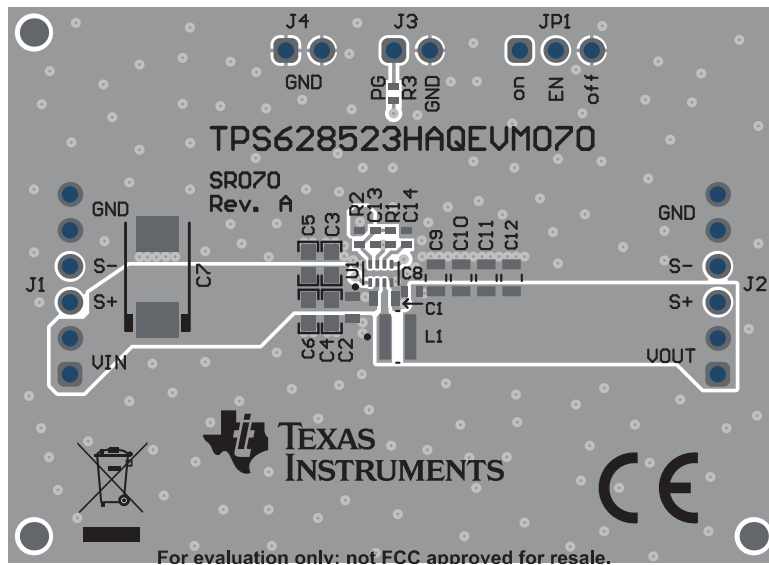 J4 J3 JP1
GND PG R3 GND on EN off
TPS628523HAQEVM070
SR070
Rev. A
R2 C13 R1 C14
C5 C3 C9 C10 C11 C12
GND GND
S- U1 C8 S-
J1 C7 J2
S+ C1 S+
C6 C4 C2 L1
VIN VOUT
TEXAS
INSTRUMENTS
CE
For evaluation only; not FCC approved for resale.